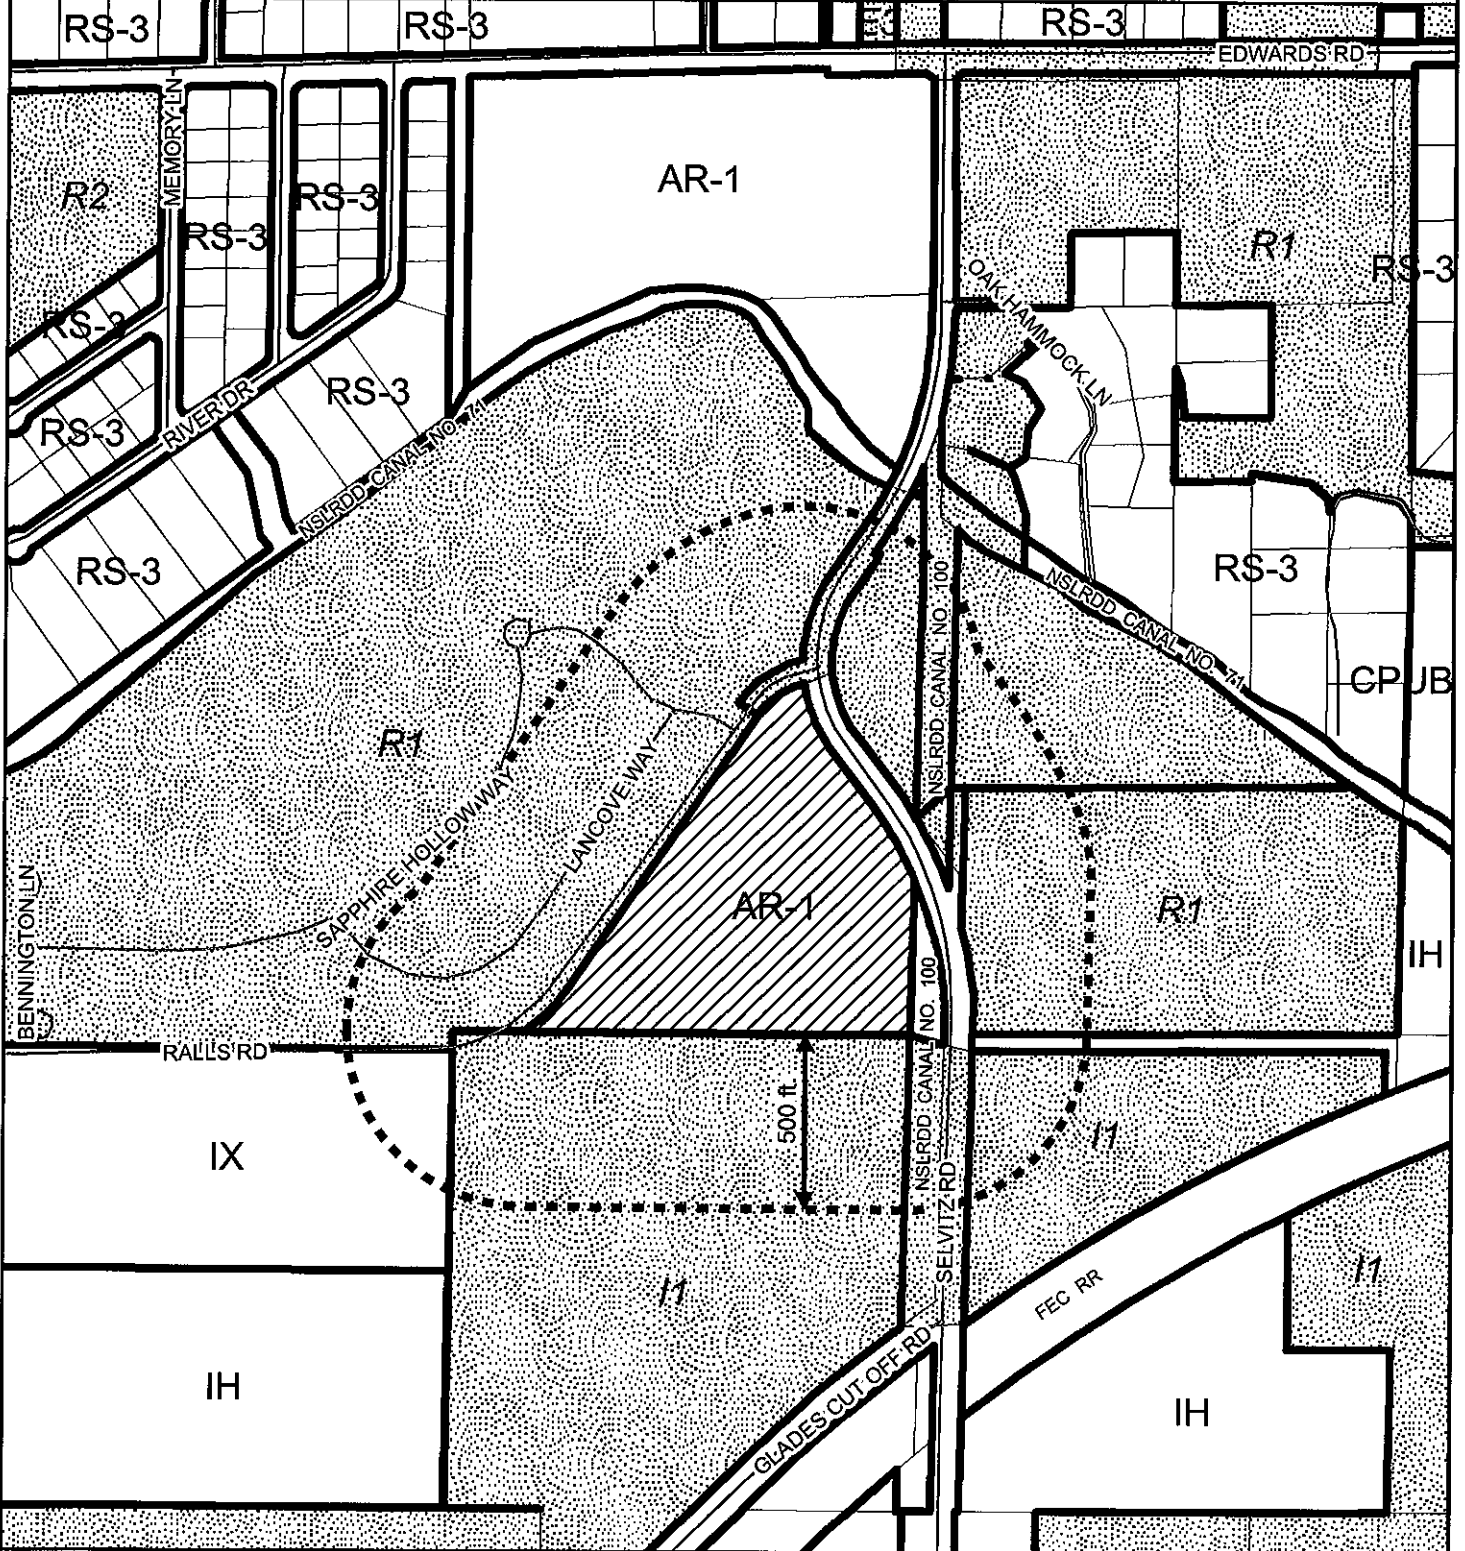 RS-3
RS-3
RS-3
EDWARDS RD
MEMORY LN
R2
AR-1
RS-3
RS-3
R1
RS-3
OAK HAMMOCK LN
RS-3
RS-3
RS-3
RIVER DR
NSLRDD CANAL NO 71
RS-3
RS-3
NSLRDD CANAL NO 100
NSLRDD CANAL NO 71
CPUB
R1
SAPPHIRE HOLLOW WAY
LANCOVE WAY
AR-1
R1
IH
BENNINGTON LN
NSLRDD CANAL NO 100
RALLS RD
500 ft
IX
I1
SELVITZ RD
I1
I1
FEC RR
GLADES CUT OFF RD
IH
IH